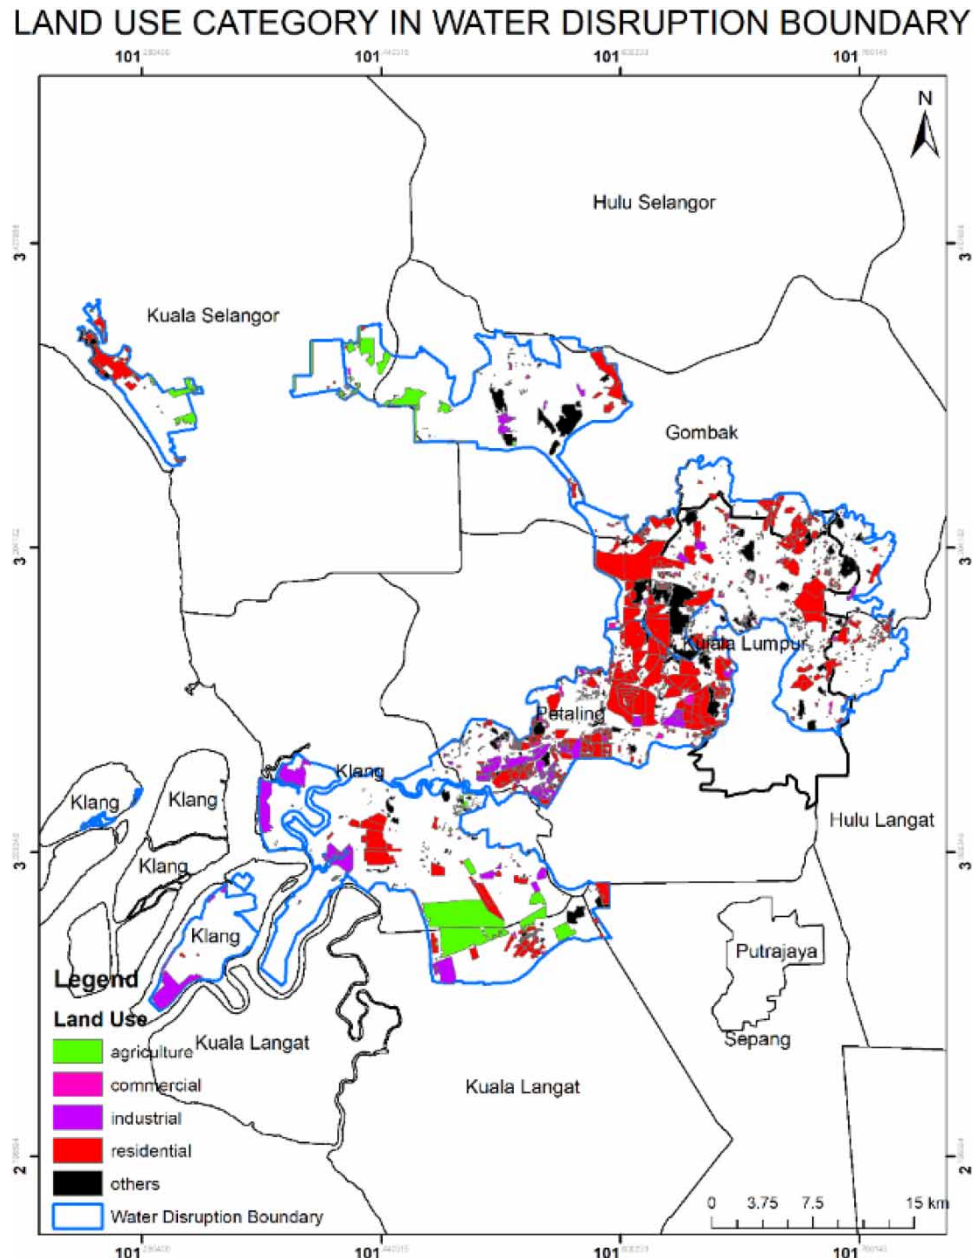 LAND USE CATEGORY IN WATER DISRUPTION BOUNDARY
101 101 101 101
N
Hulu Selangor
3 3
Kuala Selangor
Gombak
3 3
Kuala Lumpur
Petaling
Klang
Klang
Klang
Hulu Langat
3 3
Klang
Klang
Putrajaya
Legend
Land Use
Sepang
Kuala Langat
agriculture
Kuala Langat
commercial
industrial
residential
2 2
others
0 3.75 7.5 15 km
Water Disruption Boundary
101 101 101 101